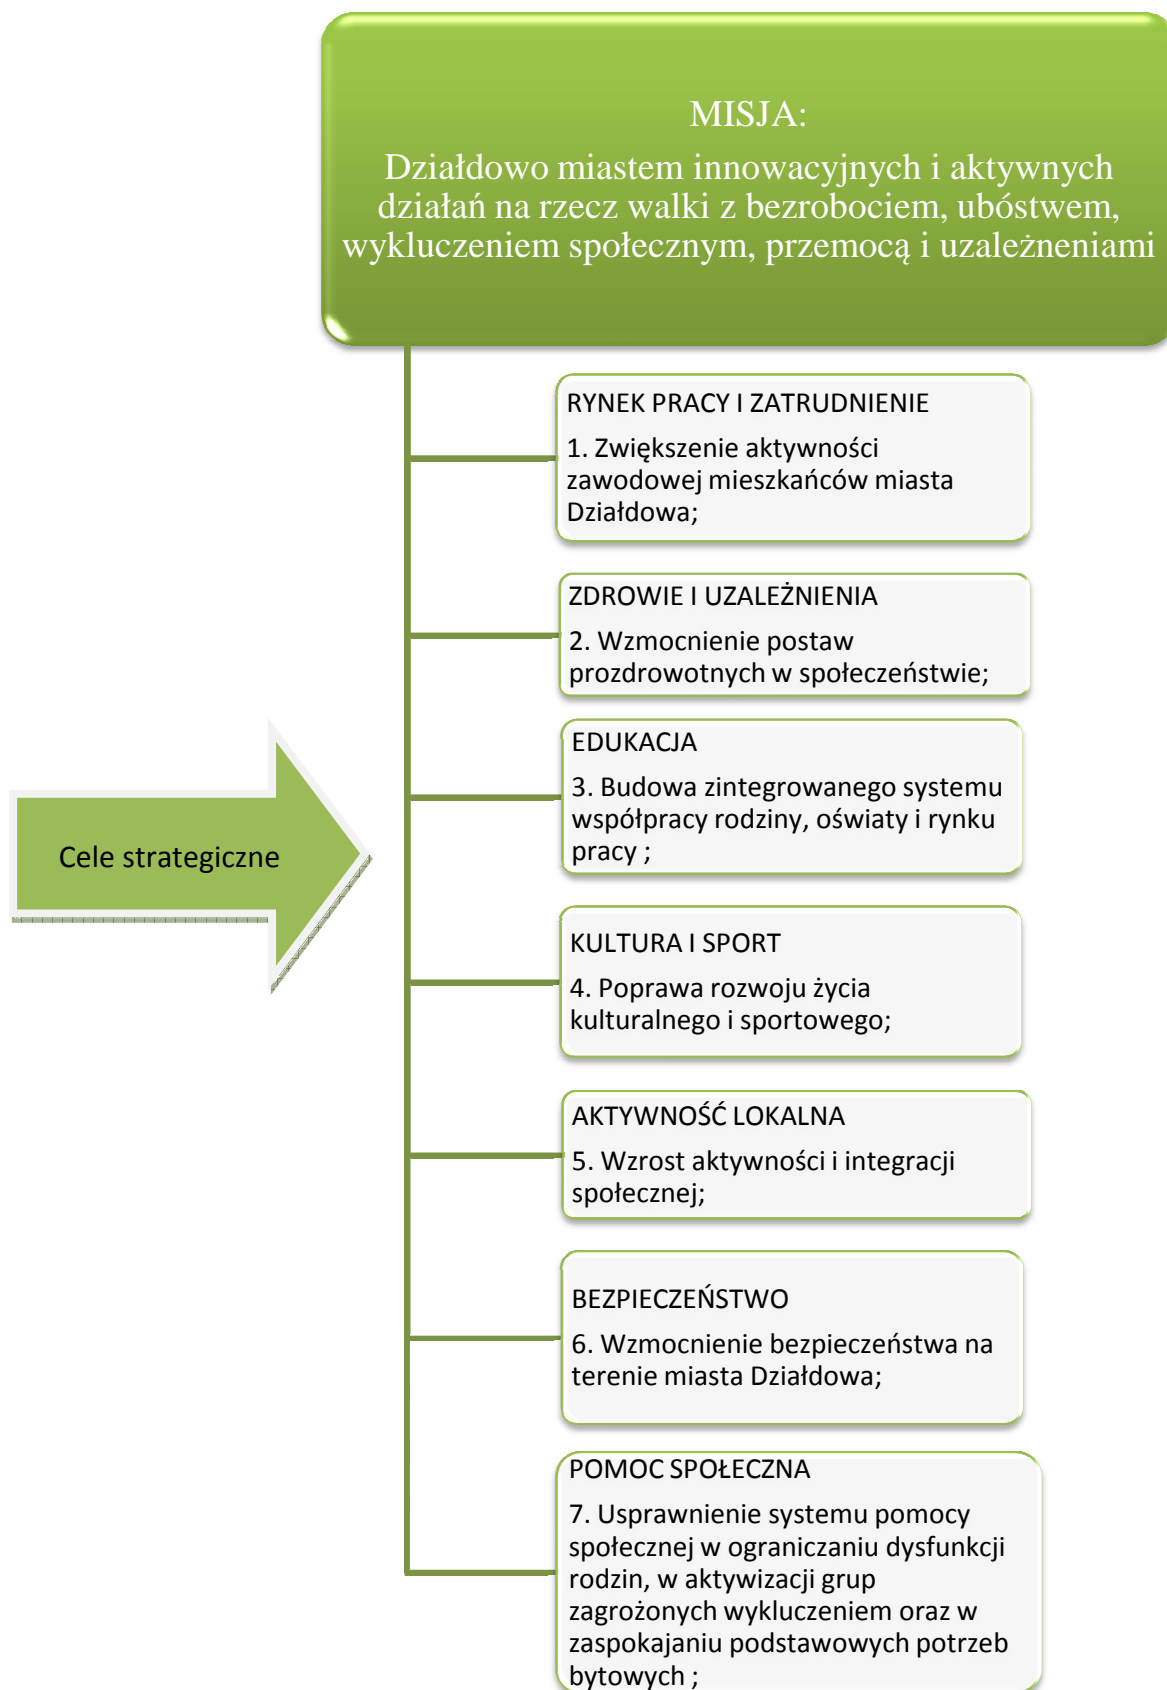 MISJA:
Działdowo miastem innowacyjnych i aktywnych
działań na rzecz walki z bezrobociem, ubóstwem,
wykluczeniem społecznym, przemocą i uzależneniami
RYNEK PRACY I ZATRUDNIENIE
1. Zwiększenie aktywności
zawodowej mieszkańców miasta
Działdowa;
ZDROWIE I UZALEŻNIENIA
2. Wzmocnienie postaw
prozdrowotnych w społeczeństwie;
EDUKACJA
3. Budowa zintegrowanego systemu
współpracy rodziny, oświaty i rynku
pracy ;
Cele strategiczne
KULTURA I SPORT
4. Poprawa rozwoju życia
kulturalnego i sportowego;
AKTYWNOŚĆ LOKALNA
5. Wzrost aktywności i integracji
społecznej;
BEZPIECZEŃSTWO
6. Wzmocnienie bezpieczeństwa na
terenie miasta Działdowa;
POMOC SPOŁECZNA
7. Usprawnienie systemu pomocy
społecznej w ograniczaniu dysfunkcji
rodzin, w aktywizacji grup
zagrożonych wykluczeniem oraz w
zaspokajaniu podstawowych potrzeb
bytowych ;